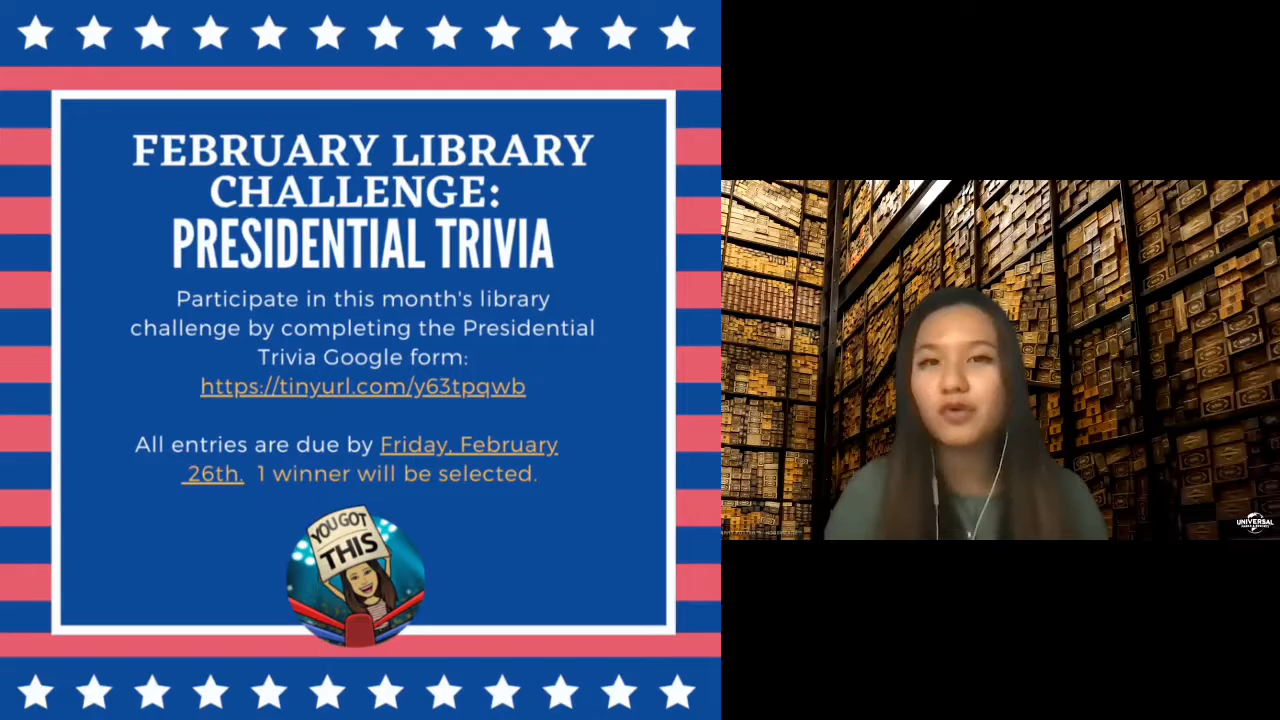 FEBRUARY LIBRARY
CHALLENGE:
PRESIDENTIAL TRIVIA
Participate in this month's library
challenge by completing the Presidential
Trivia Google form:
https://tinyurl.com/y63tpqwb
All entries are due by Friday, February
26th. 1 winner will be selected.
YOU GOT
THIS
UNIVERSAL